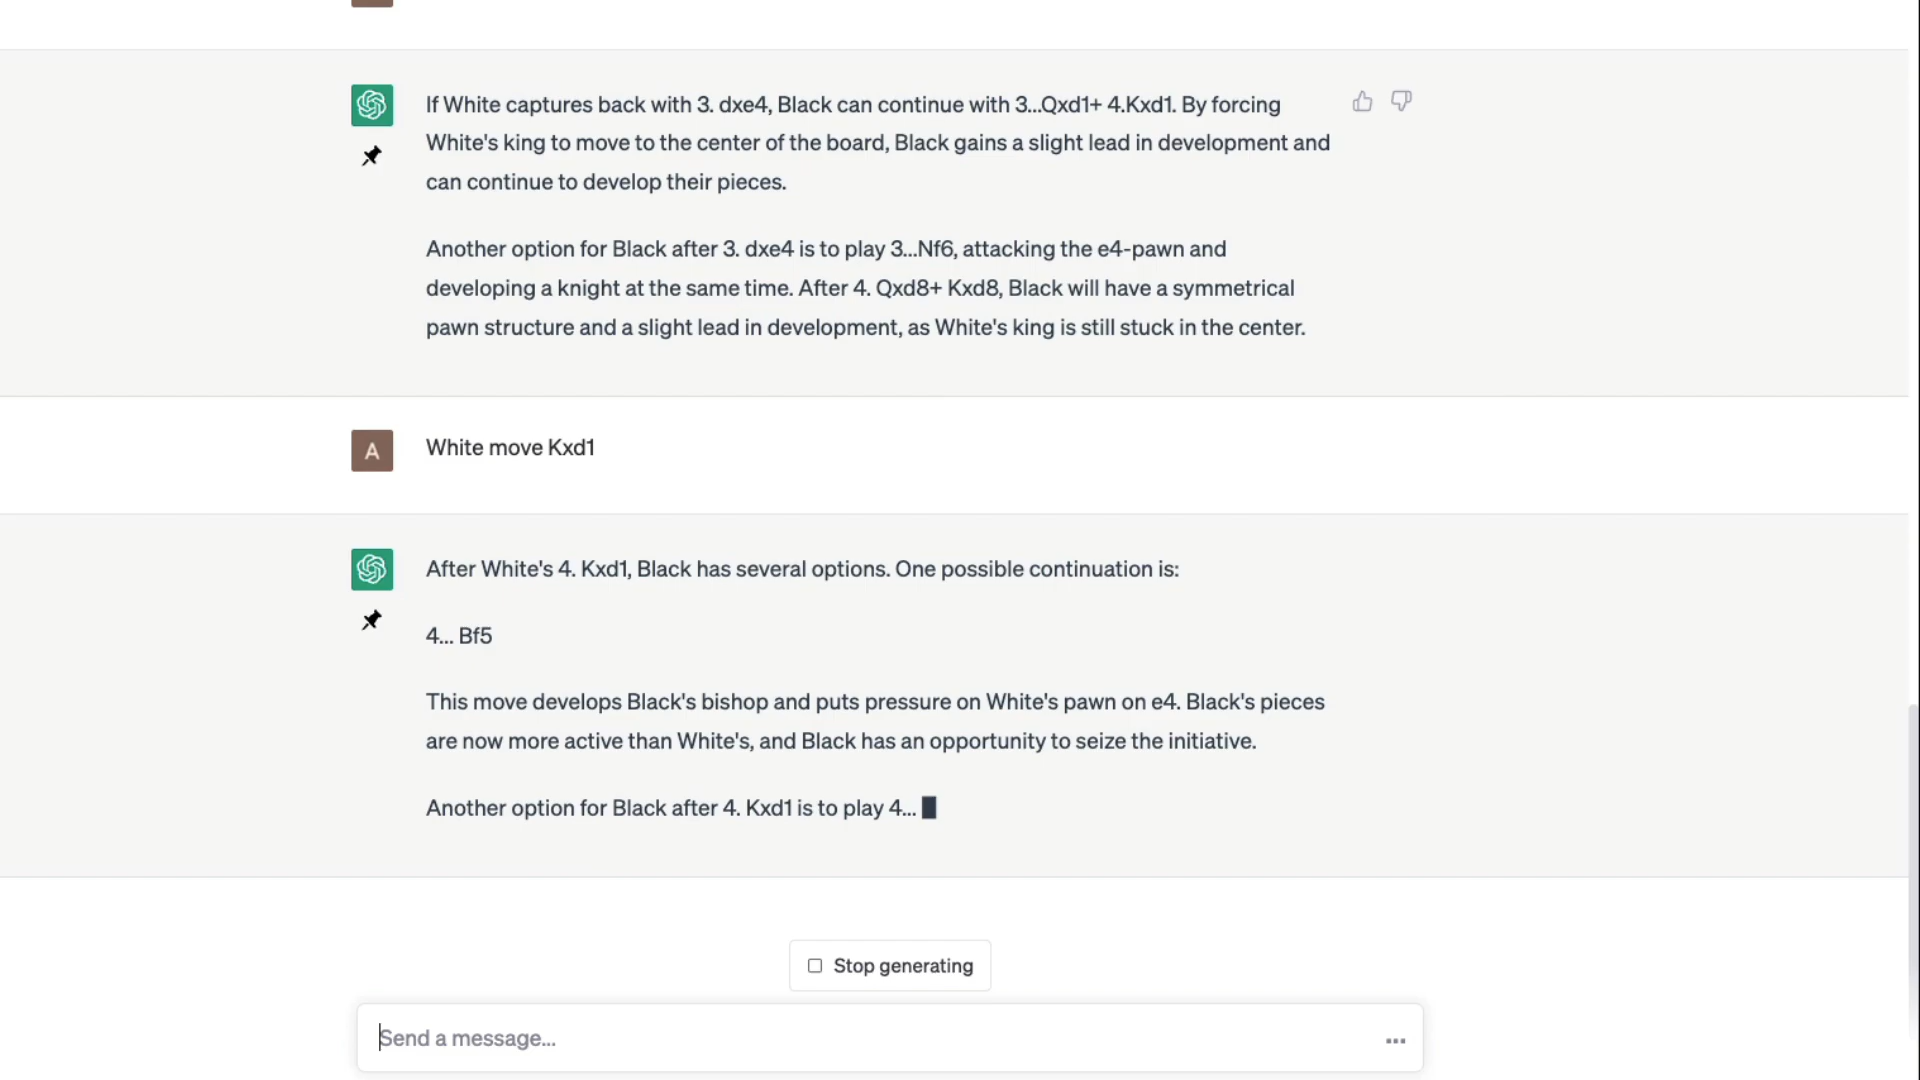 If White captures back with 3. dxe4, Black can continue with 3...Qxd1+ 4.Kxd1. By forcing
White's king to move to the center of the board, Black gains a slight lead in development and
can continue to develop their pieces.
Another option for Black after 3. dxe4 is to play 3...Nf6, attacking the e4-pawn and
developing a knight at the same time. After 4. Qxd8+ Kxd8, Black will have a symmetrical
pawn structure and a slight lead in development, as White's king is still stuck in the center.
A
White move Kxd1
After White's 4. Kxd1, Black has several options. One possible continuation is:
4... Bf5
This move develops Black's bishop and puts pressure on White's pawn on e4. Black's pieces
are now more active than White's, and Black has an opportunity to seize the initiative.
Another option for Black after 4. Kxd1 is to play 4...
Stop generating
Send a message...